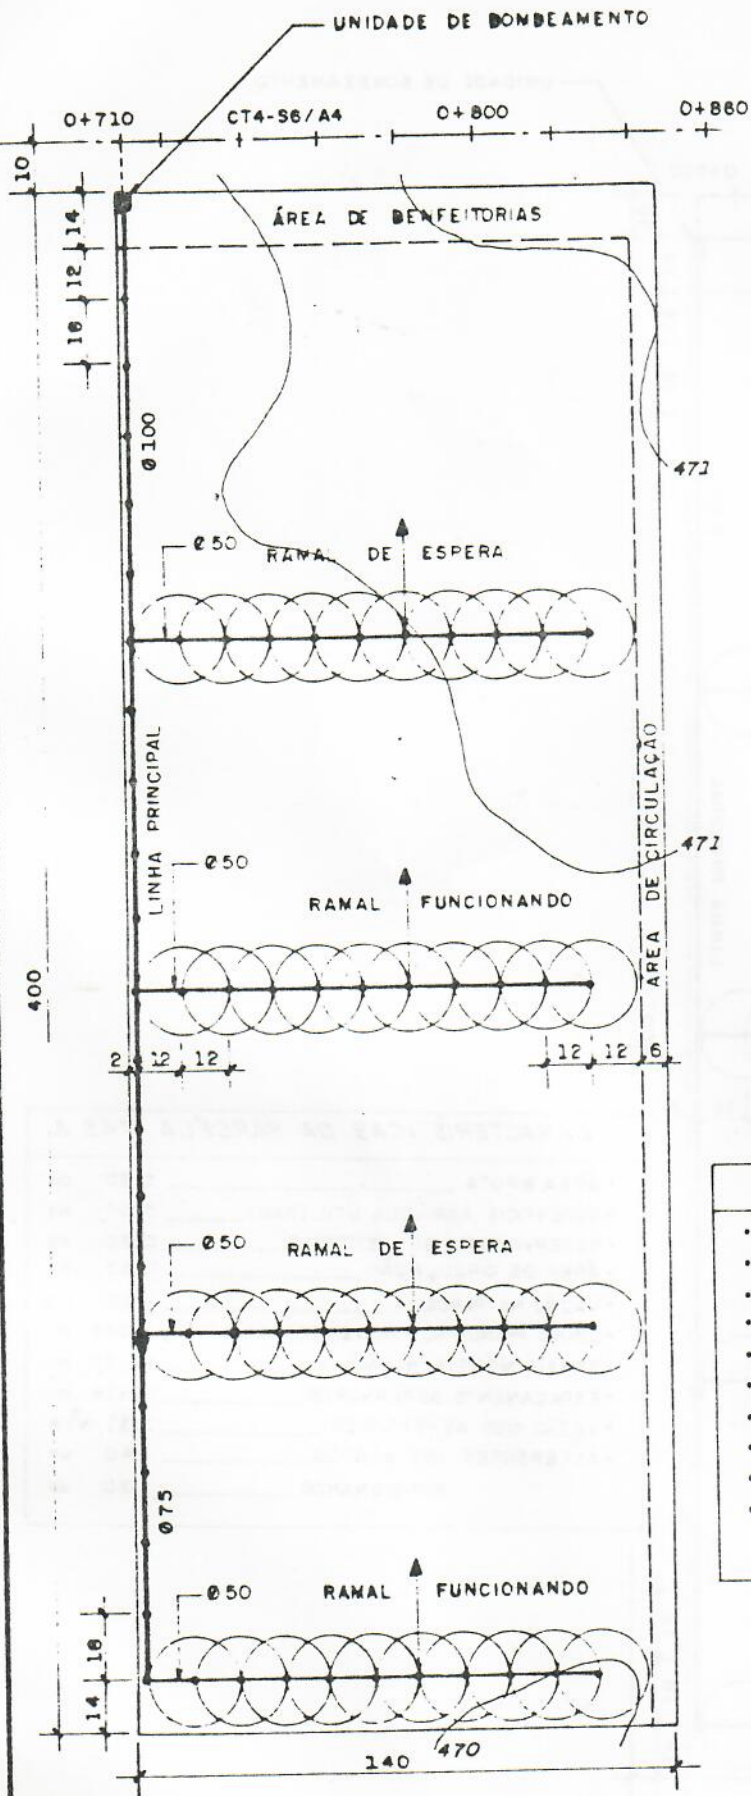 UNIDADE DE BOMBEAMENTO
0+710 CT4-S6/A4 0+800 0+860
10
14
ÁREA DE BENFEITORIAS
12
18
Ø100
471
Ø50
RAMAL DE ESPERA
LINHA PRINCIPAL
ÁREA DE CIRCULAÇÃO
471
Ø50
RAMAL FUNCIONANDO
400
2 12 12 12 12 6
Ø50
RAMAL DE ESPERA
Ø75
Ø50
RAMAL FUNCIONANDO
18
14
470
140